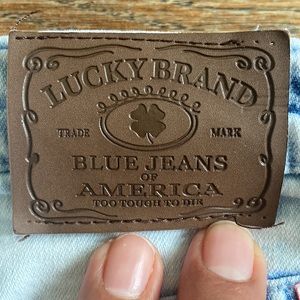 LUCKY BRAND
TRADE MARK
BLUE JEANS
OF
AMERICA
TOO TOUGH TO DIE